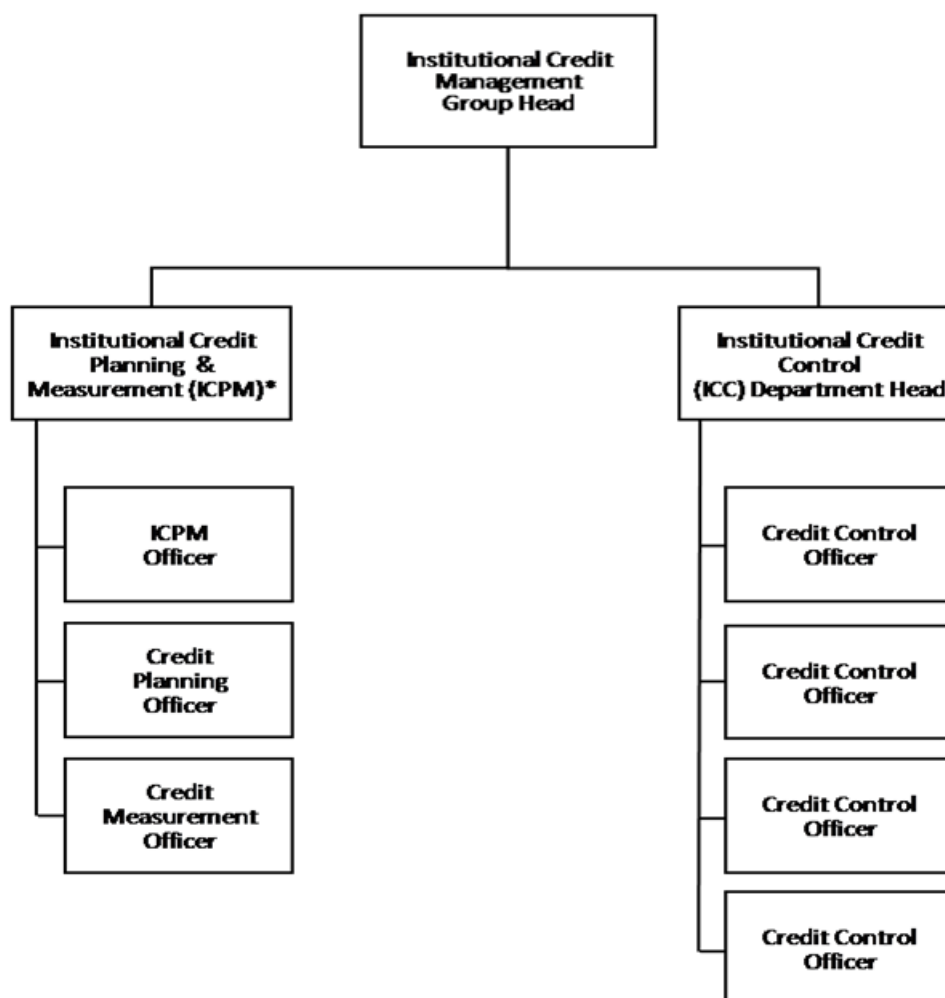 Institutional Credit
Management
Group Head
Institutional Credit
Planning &
Measurement (ICPM)*
Institutional Credit
Control
(ICC) Department Head
ICPM
Officer
Credit
Planning
Officer
Credit
Measurement
Officer
Credit Control
Officer
Credit Control
Officer
Credit Control
Officer
Credit Control
Officer